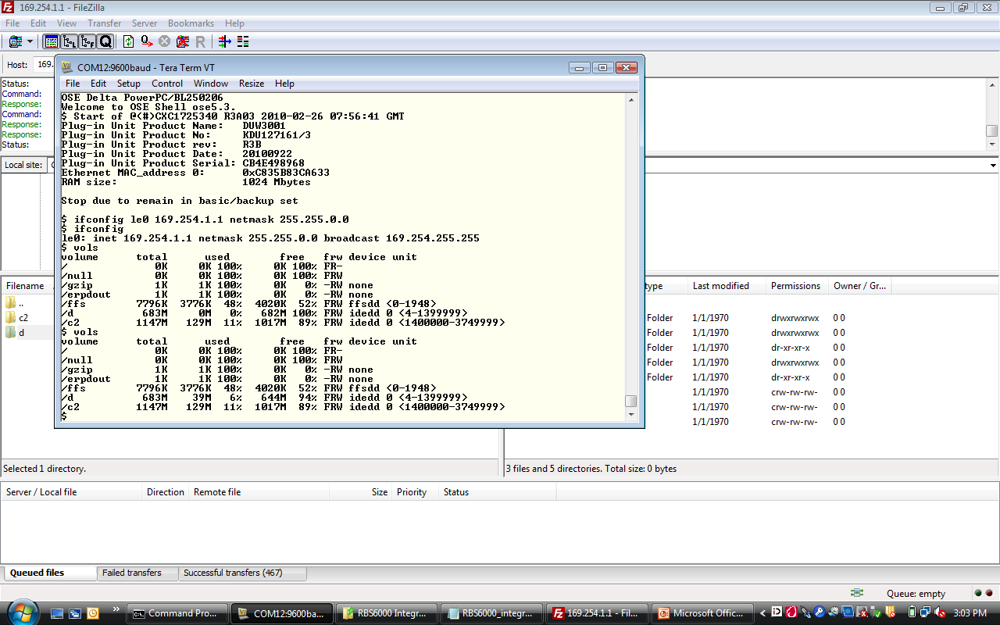 169.254.1.1 - FileZilla
File Edit View Transfer Server Bookmarks Help
Host: 169.
COM12:9600baud - Tera Term VT
File Edit Setup Control Window Resize Help
Status:
Command:
Response:
Command:
Response:
Response:
Status:
OSE Delta PowerPC/BL250206
Welcome to OSE Shell ose5.3.
$ Start of @(#)CXC1725340 R3A03 2010-02-26 07:56:41 GMT
Plug-in Unit Product Name: DUW3001
Plug-in Unit Product No: KDU127161/3
Plug-in Unit Product rev: R3B
Plug-in Unit Product Date: 20100922
Plug-in Unit Product Serial: CB4E498968
Ethernet MAC_address 0: 0xC835B83CA633
RAM size: 1024 Mbytes
Stop due to remain in basic/backup set
$ ifconfig le0 169.254.1.1 netmask 255.255.0.0
$ ifconfig
le0: inet 169.254.1.1 netmask 255.255.0.0 broadcast 169.254.255.255
$ vols
volume total used free frw device unit
/ 0K 0K 100% 0K 100% FR-
/null 0K 0K 100% 0K 100% FRW
/gzip 1K 1K 100% 0K 0% -RW none
/erpdout 1K 1K 100% 0K 0% -RW none
/ffs 7796K 3776K 48% 4020K 52% FRW ffsdd <0-1948>
/d 683M 0M 0% 682M 100% FRW idedd 0 <4-1399999>
/c2 1147M 129M 11% 1017M 89% FRW idedd 0 <1400000-3749999>
$ vols
volume total used free frw device unit
/ 0K 0K 100% 0K 100% FR-
/null 0K 0K 100% 0K 100% FRW
/gzip 1K 1K 100% 0K 0% -RW none
/erpdout 1K 1K 100% 0K 0% -RW none
/ffs 7796K 3776K 48% 4020K 52% FRW ffsdd <0-1948>
/d 683M 39M 6% 644M 94% FRW idedd 0 <4-1399999>
/c2 1147M 129M 11% 1017M 89% FRW idedd 0 <1400000-3749999>
$
Local site:
Filename
..
c2
d
ype Last modified Permissions Owner / Gr...
Folder 1/1/1970 drwxrwxrwx 0 0
Folder 1/1/1970 drwxrwxrwx 0 0
Folder 1/1/1970 dr-xr-xr-x 0 0
Folder 1/1/1970 drwxrwxrwx 0 0
Folder 1/1/1970 dr-xr-xr-x 0 0
1/1/1970 crw-rw-rw- 0 0
1/1/1970 crw-rw-rw- 0 0
1/1/1970 crw-rw-rw- 0 0
Selected 1 directory.
3 files and 5 directories. Total size: 0 bytes
Server / Local file Direction Remote file Size Priority Status
Queued files Failed transfers Successful transfers (467)
Queue: empty
Command Pro... COM12:9600ba... RBS6000 Integr... RBS6000_integr... 169.254.1.1 - Fil... Microsoft Offic... 3:03 PM